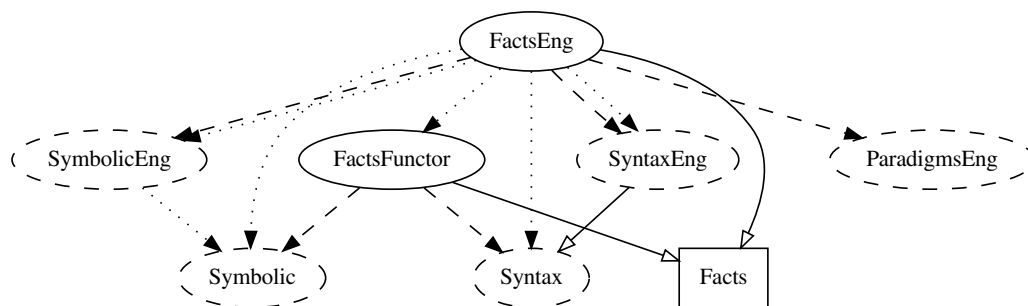 FactsEng
SymbolicEng
FactsFunctor
SyntaxEng
ParadigmsEng
Symbolic
Syntax
Facts